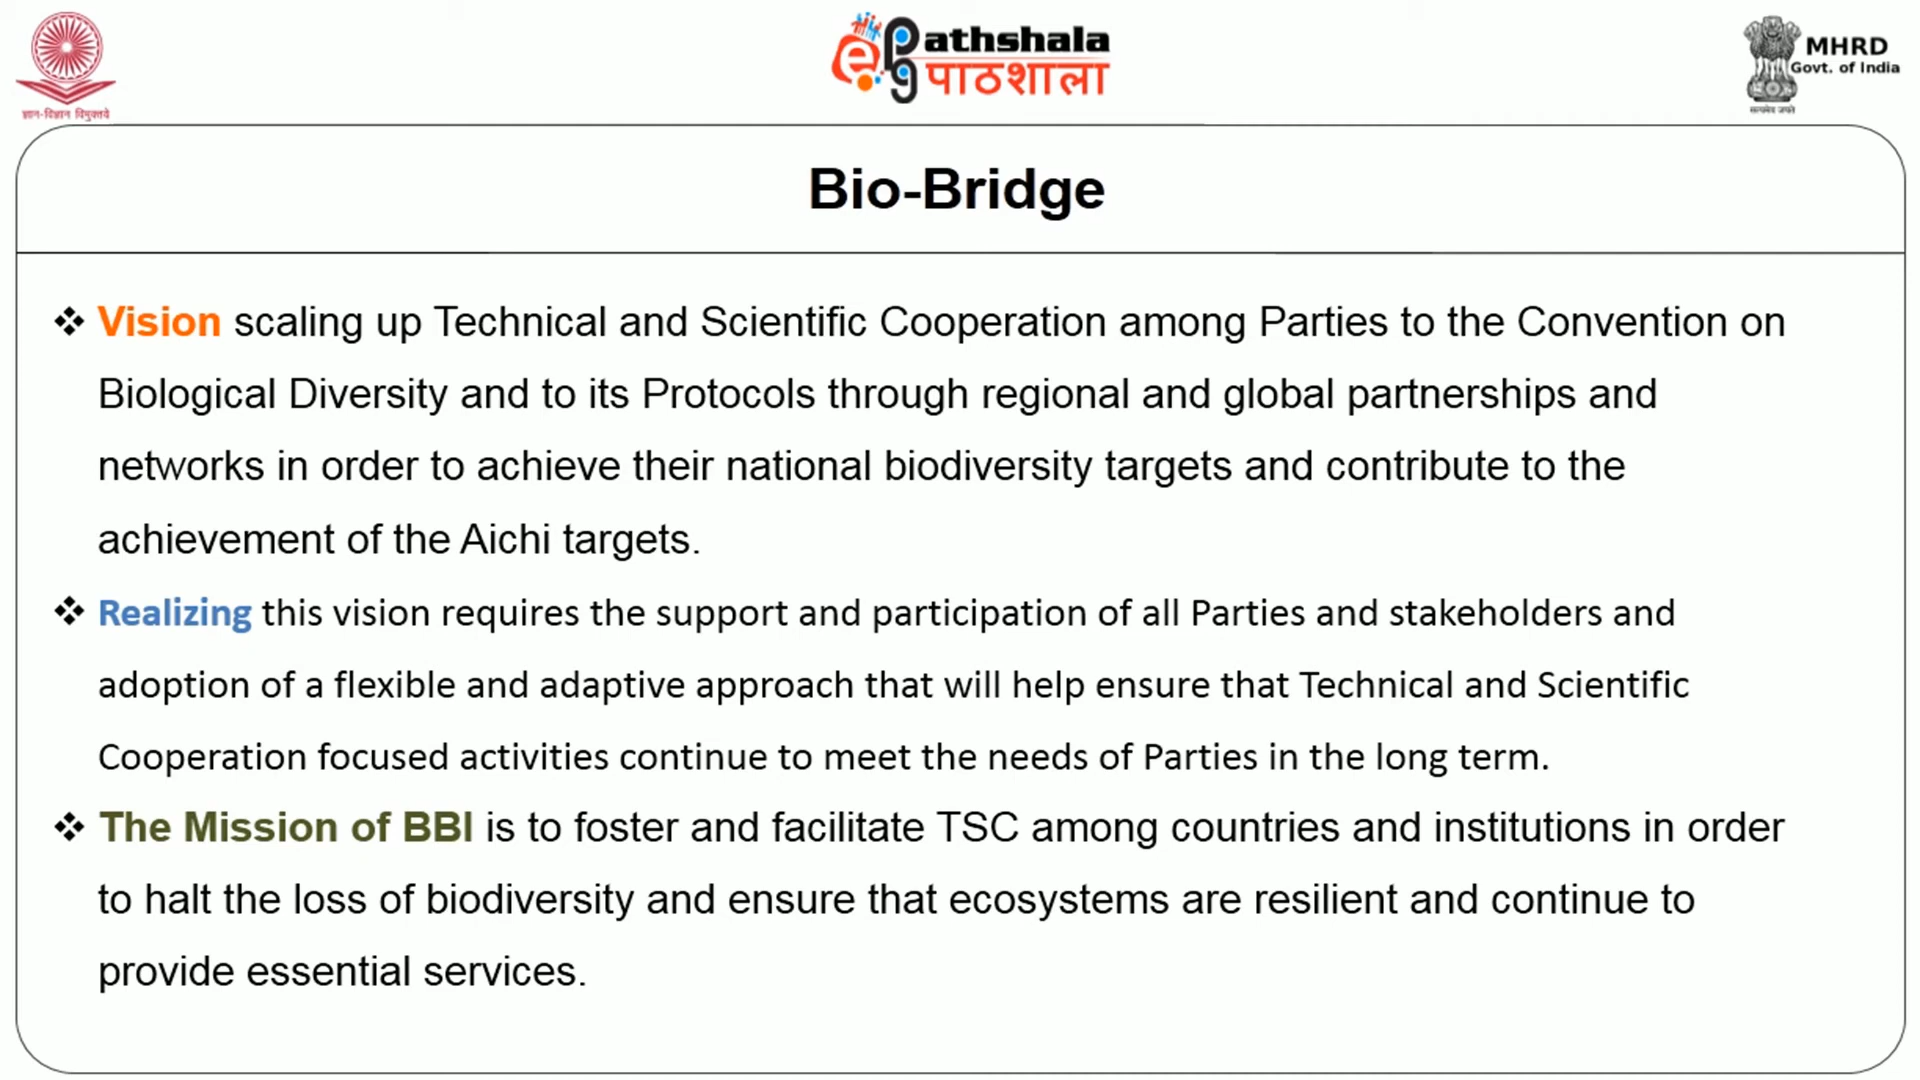 ज्ञान-विज्ञान विमुक्तये
e pg Pathshala
पाठशाला
MHRD
Govt. of India
सत्यमेव जयते
Bio-Bridge
❖ Vision scaling up Technical and Scientific Cooperation among Parties to the Convention on
Biological Diversity and to its Protocols through regional and global partnerships and
networks in order to achieve their national biodiversity targets and contribute to the
achievement of the Aichi targets.
❖ Realizing this vision requires the support and participation of all Parties and stakeholders and
adoption of a flexible and adaptive approach that will help ensure that Technical and Scientific
Cooperation focused activities continue to meet the needs of Parties in the long term.
❖ The Mission of BBI is to foster and facilitate TSC among countries and institutions in order
to halt the loss of biodiversity and ensure that ecosystems are resilient and continue to
provide essential services.